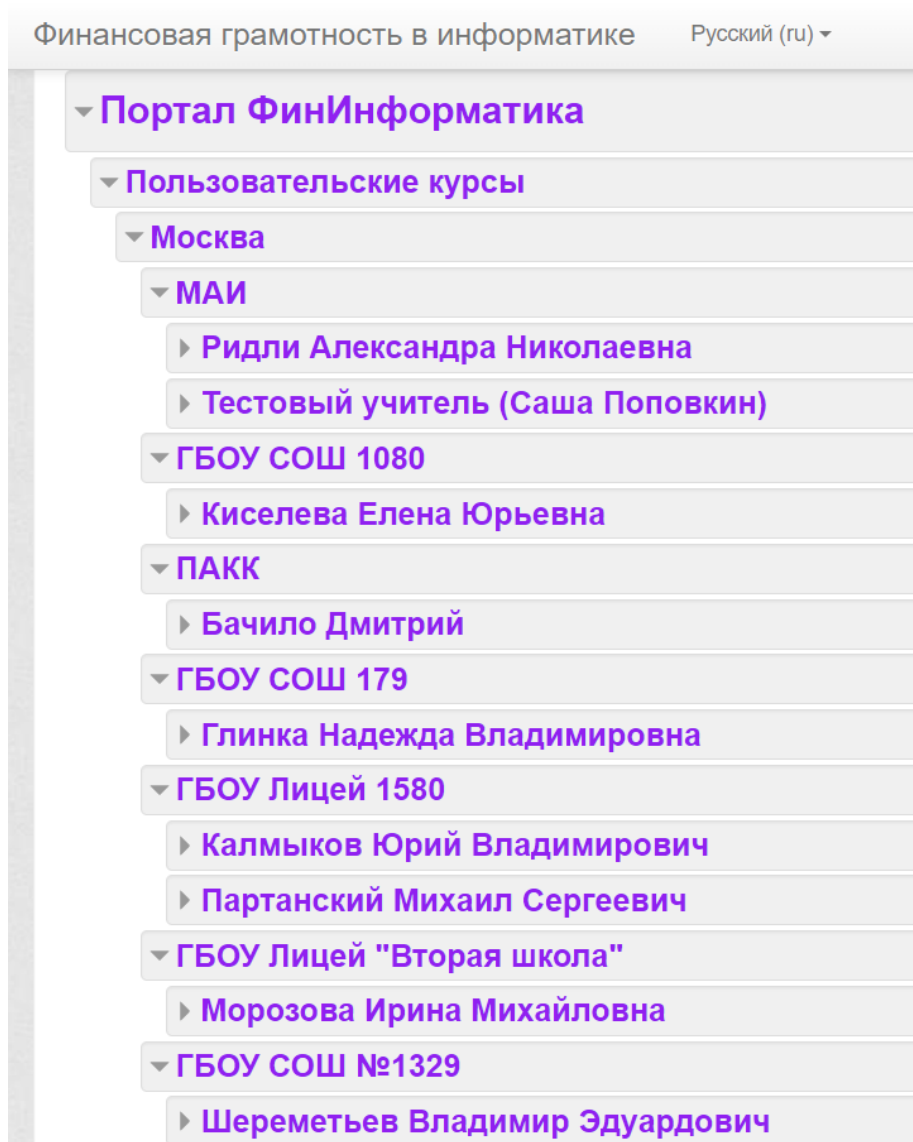 Финансовая грамотность в информатике Русский (ru)
Портал ФинИнформатика
Пользовательские курсы
Москва
МАИ
Ридли Александра Николаевна
Тестовый учитель (Саша Поповкин)
ГБОУ СОШ 1080
Киселева Елена Юрьевна
ПАКК
Бачило Дмитрий
ГБОУ СОШ 179
Глинка Надежда Владимировна
ГБОУ Лицей 1580
Калмыков Юрий Владимирович
Партанский Михаил Сергеевич
ГБОУ Лицей "Вторая школа"
Морозова Ирина Михайловна
ГБОУ СОШ №1329
Шереметьев Владимир Эдуардович